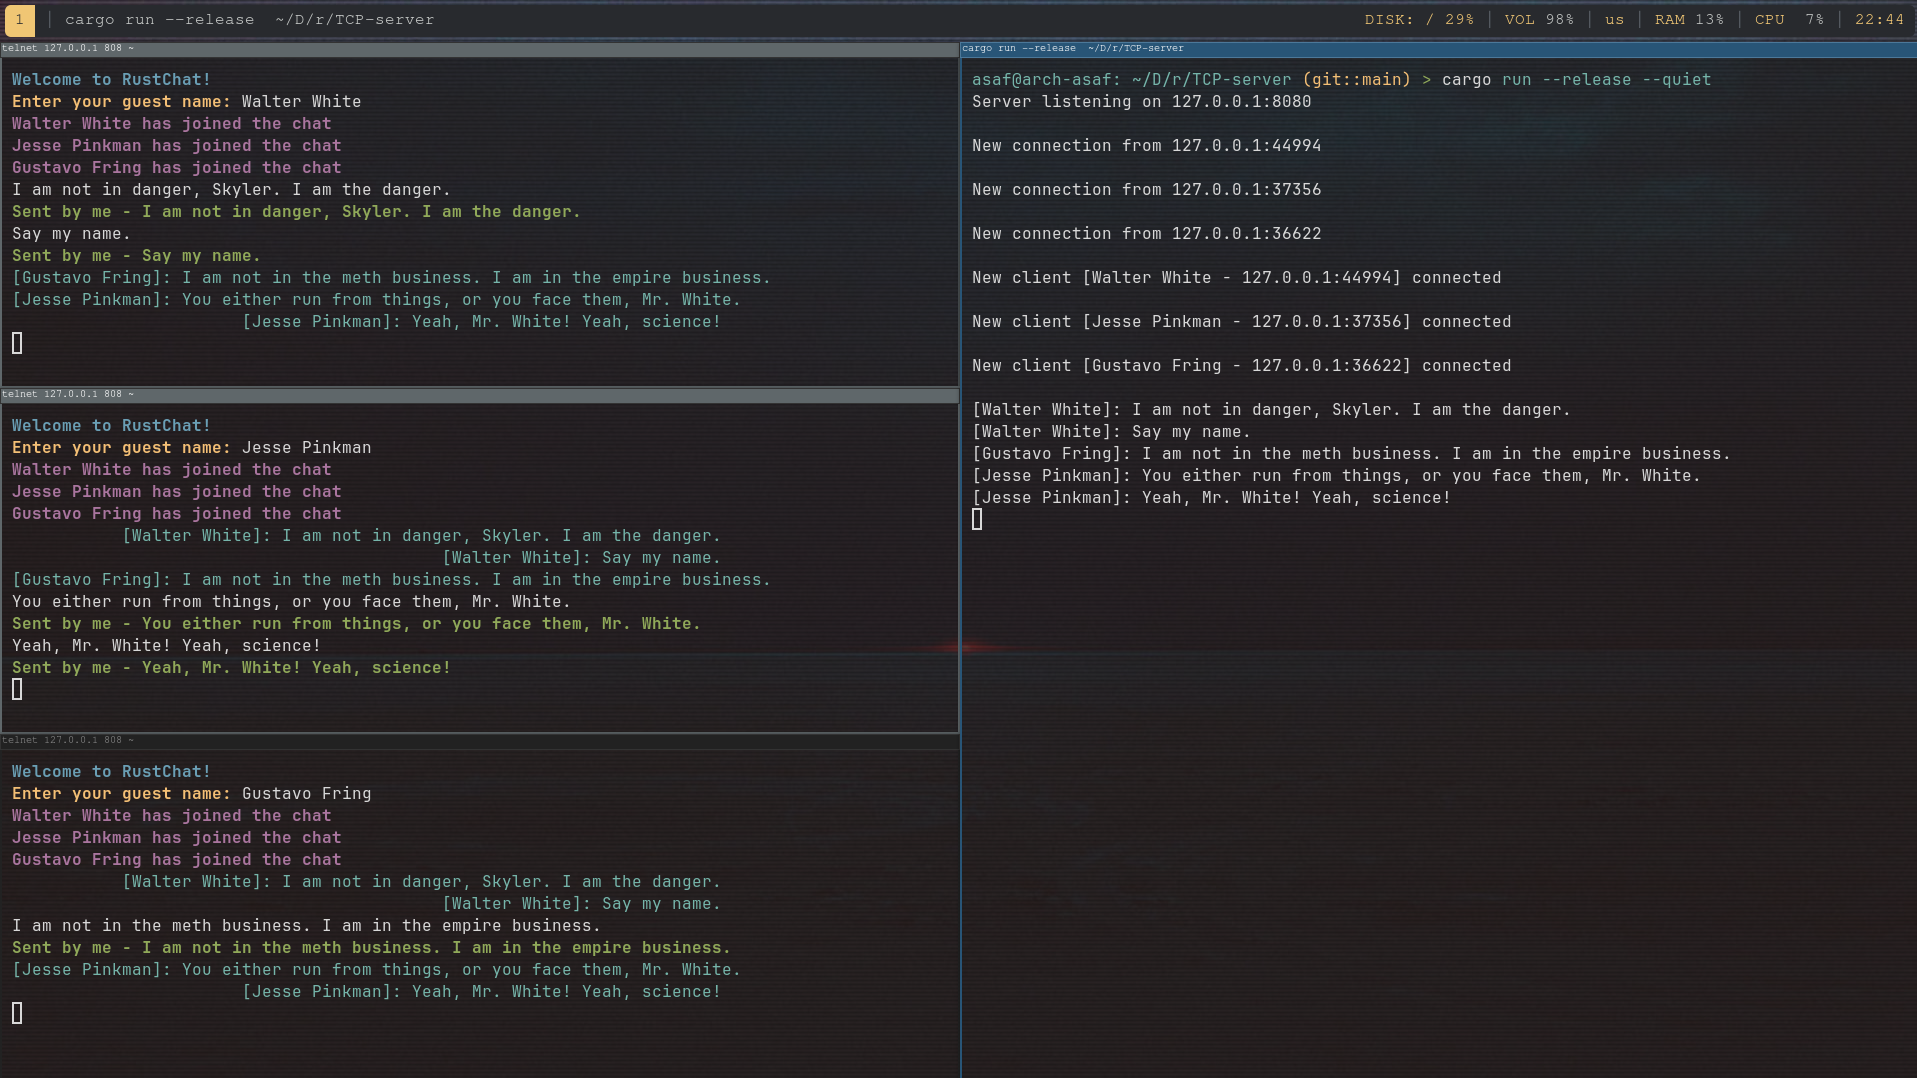 1 │ cargo run --release  ~/D/r/TCP-server
DISK: / 29% │ VOL 98% │ us │ RAM 13% │ CPU  7% │ 22:44
telnet 127.0.0.1 808 ~
Welcome to RustChat!
Enter your guest name: Walter White
Walter White has joined the chat
Jesse Pinkman has joined the chat
Gustavo Fring has joined the chat
I am not in danger, Skyler. I am the danger.
Sent by me - I am not in danger, Skyler. I am the danger.
Say my name.
Sent by me - Say my name.
[Gustavo Fring]: I am not in the meth business. I am in the empire business.
[Jesse Pinkman]: You either run from things, or you face them, Mr. White.
[Jesse Pinkman]: Yeah, Mr. White! Yeah, science!
telnet 127.0.0.1 808 ~
Welcome to RustChat!
Enter your guest name: Jesse Pinkman
Walter White has joined the chat
Jesse Pinkman has joined the chat
Gustavo Fring has joined the chat
[Walter White]: I am not in danger, Skyler. I am the danger.
[Walter White]: Say my name.
[Gustavo Fring]: I am not in the meth business. I am in the empire business.
You either run from things, or you face them, Mr. White.
Sent by me - You either run from things, or you face them, Mr. White.
Yeah, Mr. White! Yeah, science!
Sent by me - Yeah, Mr. White! Yeah, science!
telnet 127.0.0.1 808 ~
Welcome to RustChat!
Enter your guest name: Gustavo Fring
Walter White has joined the chat
Jesse Pinkman has joined the chat
Gustavo Fring has joined the chat
[Walter White]: I am not in danger, Skyler. I am the danger.
[Walter White]: Say my name.
I am not in the meth business. I am in the empire business.
Sent by me - I am not in the meth business. I am in the empire business.
[Jesse Pinkman]: You either run from things, or you face them, Mr. White.
[Jesse Pinkman]: Yeah, Mr. White! Yeah, science!
cargo run --release  ~/D/r/TCP-server
asaf@arch-asaf: ~/D/r/TCP-server (git::main) > cargo run --release --quiet
Server listening on 127.0.0.1:8080
New connection from 127.0.0.1:44994
New connection from 127.0.0.1:37356
New connection from 127.0.0.1:36622
New client [Walter White - 127.0.0.1:44994] connected
New client [Jesse Pinkman - 127.0.0.1:37356] connected
New client [Gustavo Fring - 127.0.0.1:36622] connected
[Walter White]: I am not in danger, Skyler. I am the danger.
[Walter White]: Say my name.
[Gustavo Fring]: I am not in the meth business. I am in the empire business.
[Jesse Pinkman]: You either run from things, or you face them, Mr. White.
[Jesse Pinkman]: Yeah, Mr. White! Yeah, science!